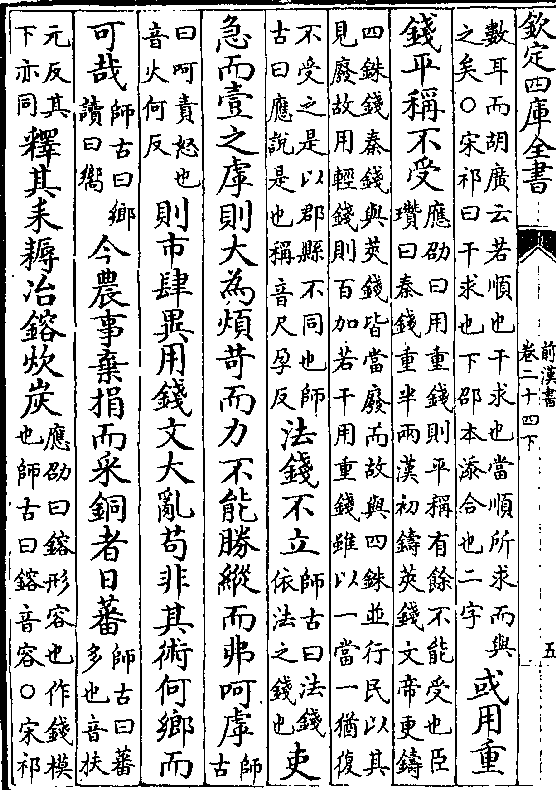 欽定四庫全書
前漢書
卷二十四下
五
數耳而胡廣云若順也干求也當順所求而與
之矣○宋祁曰干求也下邵本添合也二字
或用重
錢平稱不受
應劭曰用重錢則平稱有餘不能受也臣
瓚曰秦錢重半兩漢初鑄莢錢文帝更鑄
四銖錢秦錢與莢錢皆當廢而故與四銖並行民以其
見廢故用輕錢則百加若干用重錢雖以一當一猶復
不受之是以郡縣不同也師
古曰應說是也稱音尺孕反
法錢不立
師古曰法錢
依法之錢也
吏
急而壹之虖則大為煩苛而力不能勝縱而弗呵虖
師
古
曰呵責怒也
音火何反
則市肆異用錢文大亂苟非其術何鄉而
可哉
師古曰鄉
讀曰嚮
今農事棄捐而采銅者日蕃
師古曰蕃
多也音扶
元反其
下亦同
釋其耒耨冶鎔炊炭
應劭曰鎔形容也作錢模
也師古曰鎔音容○宋祁